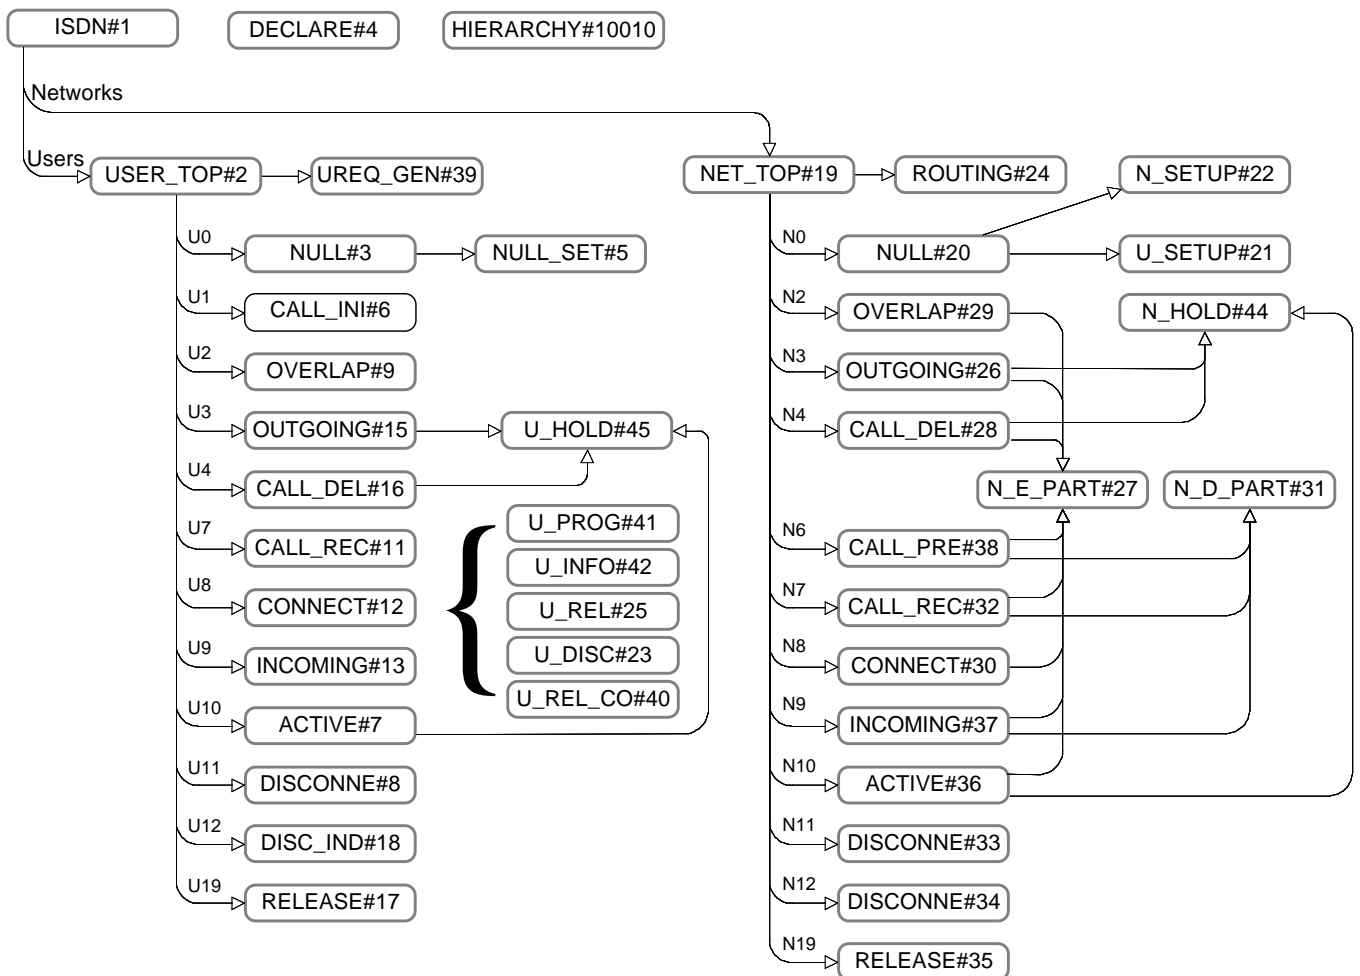 ISDN#1
DECLARE#4
HIERARCHY#10010
Networks
Users
USER_TOP#2
UREQ_GEN#39
NET_TOP#19
ROUTING#24
N_SETUP#22
U0
NULL#3
NULL_SET#5
N0
NULL#20
U_SETUP#21
U1
CALL_INI#6
N2
OVERLAP#29
N_HOLD#44
U2
OVERLAP#9
N3
OUTGOING#26
U3
OUTGOING#15
U_HOLD#45
N4
CALL_DEL#28
U4
CALL_DEL#16
N_E_PART#27
N_D_PART#31
U7
CALL_REC#11
U_PROG#41
N6
CALL_PRE#38
U_INFO#42
U8
CONNECT#12
U_REL#25
N7
CALL_REC#32
U9
INCOMING#13
U_DISC#23
N8
CONNECT#30
U_REL_CO#40
U10
ACTIVE#7
N9
INCOMING#37
U11
DISCONNE#8
N10
ACTIVE#36
U12
DISC_IND#18
N11
DISCONNE#33
U19
RELEASE#17
N12
DISCONNE#34
N19
RELEASE#35